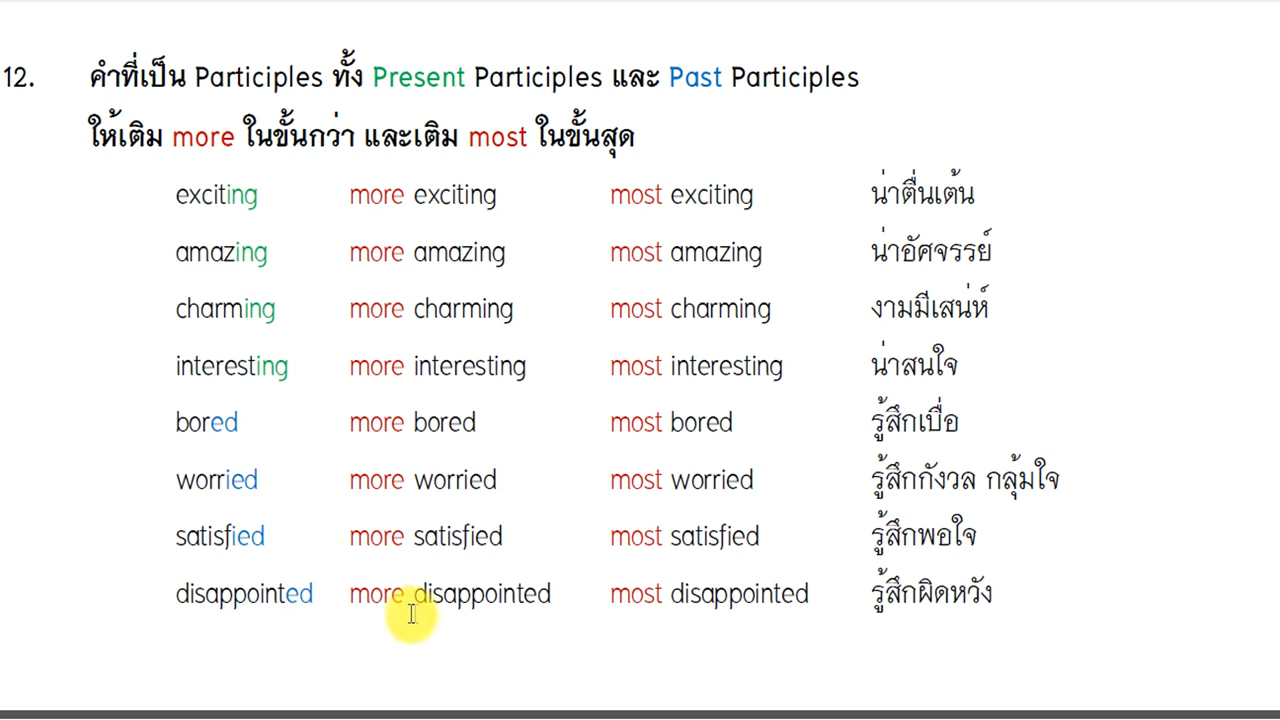 12. คำที่เป็น Participles ทั้ง Present Participles และ Past Participles
ให้เติม more ในขั้นกว่า และเติม most ในขั้นสุด
exciting more exciting most exciting น่าตื่นเต้น
amazing more amazing most amazing น่าอัศจรรย์
charming more charming most charming งามมีเสน่ห์
interesting more interesting most interesting น่าสนใจ
bored more bored most bored รู้สึกเบื่อ
worried more worried most worried รู้สึกกังวล กลุ้มใจ
satisfied more satisfied most satisfied รู้สึกพอใจ
disappointed more disappointed most disappointed รู้สึกผิดหวัง